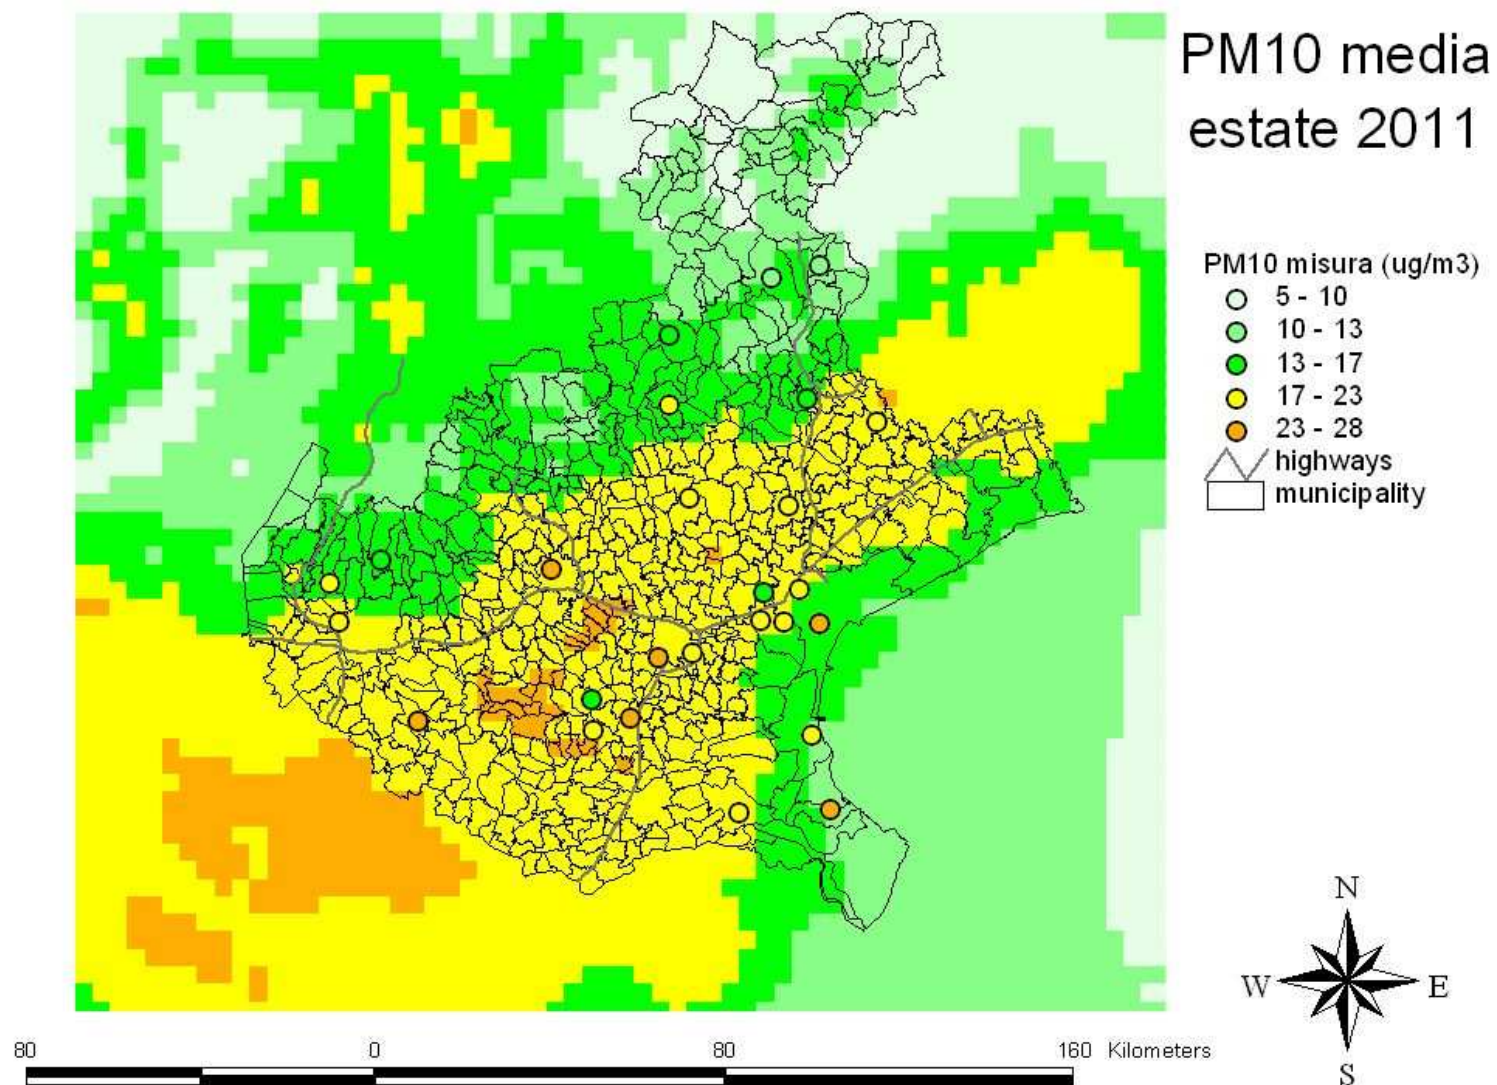 PM10 media
estate 2011
PM10 misura (ug/m3)
5 - 10
10 - 13
13 - 17
17 - 23
23 - 28
highways
municipality
N
W E
S
80 0 80 160 Kilometers